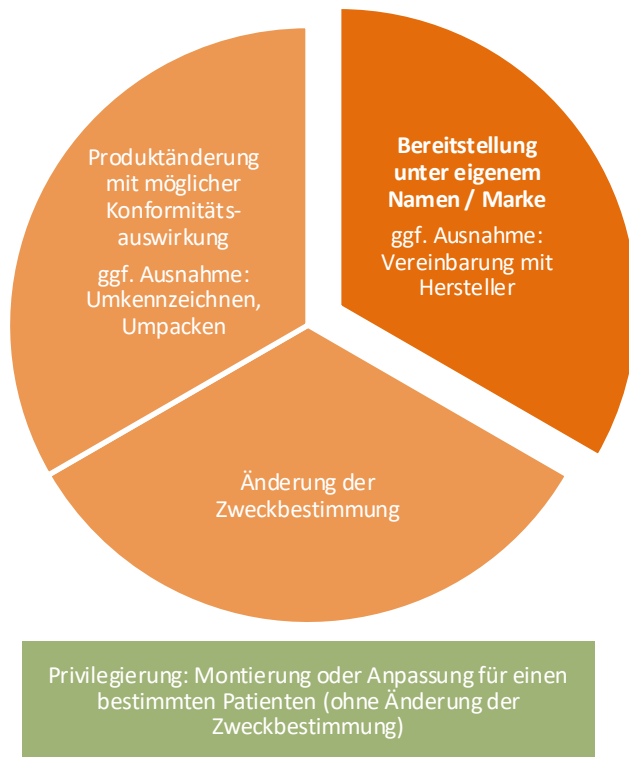 Produktänderung
mit möglicher
Konformitäts-
auswirkung
ggf. Ausnahme:
Umkennzeichnen,
Umpacken
Bereitstellung
unter eigenem
Namen / Marke
ggf. Ausnahme:
Vereinbarung mit
Hersteller
Änderung der
Zweckbestimmung
Privilegierung: Montierung oder Anpassung für einen
bestimmten Patienten (ohne Änderung der
Zweckbestimmung)